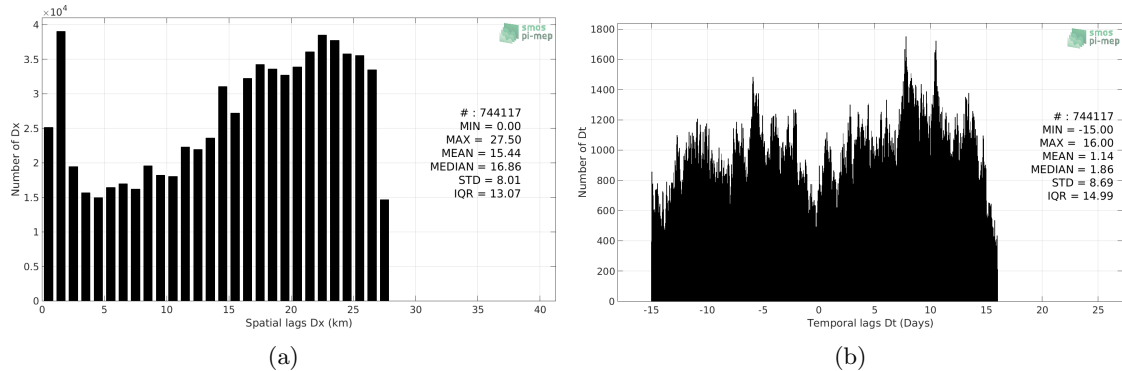 ×10⁴
4
3.5
3
2.5
2
1.5
1
0.5
0
0 5 10 15 20 25 30 35 40
Number of Dx
Spatial lags Dx (km)
smos
pi-mep
# : 744117
MIN = 0.00
MAX = 27.50
MEAN = 15.44
MEDIAN = 16.86
STD = 8.01
IQR = 13.07
(a)
1800
1600
1400
1200
1000
800
600
400
200
0
-15 -10 -5 0 5 10 15 20 25
Number of Dt
Temporal lags Dt (Days)
smos
pi-mep
# : 744117
MIN = -15.00
MAX = 16.00
MEAN = 1.14
MEDIAN = 1.86
STD = 8.69
IQR = 14.99
(b)